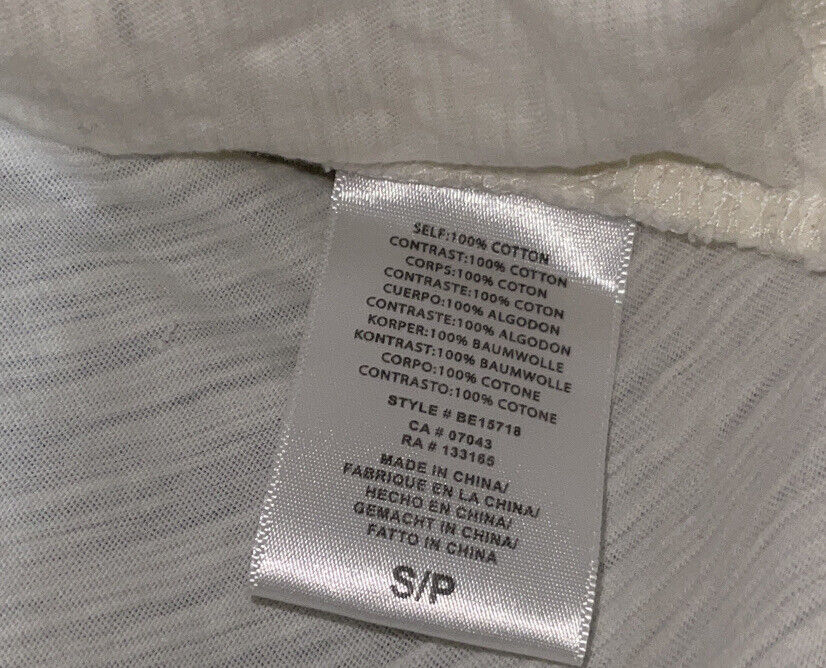 SELF:100% COTTON
CONTRAST:100% COTTON
CORPS:100% COTON
CONTRASTE:100% COTON
CUERPO:100% ALGODON
CONTRASTE:100% ALGODON
KORPER:100% BAUMWOLLE
KONTRAST:100% BAUMWOLLE
CORPO:100% COTONE
CONTRASTO:100% COTONE
STYLE # BE15718
CA # 07043
RA # 133165
MADE IN CHINA/
FABRIQUE EN LA CHINA/
HECHO EN CHINA/
GEMACHT IN CHINA/
FATTO IN CHINA
S/P